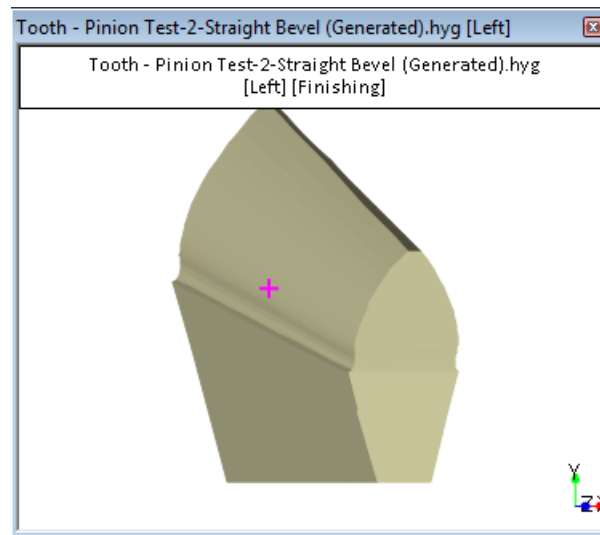 Tooth - Pinion Test-2-Straight Bevel (Generated).hyg [Left]
Tooth - Pinion Test-2-Straight Bevel (Generated).hyg
[Left] [Finishing]
Y
Z